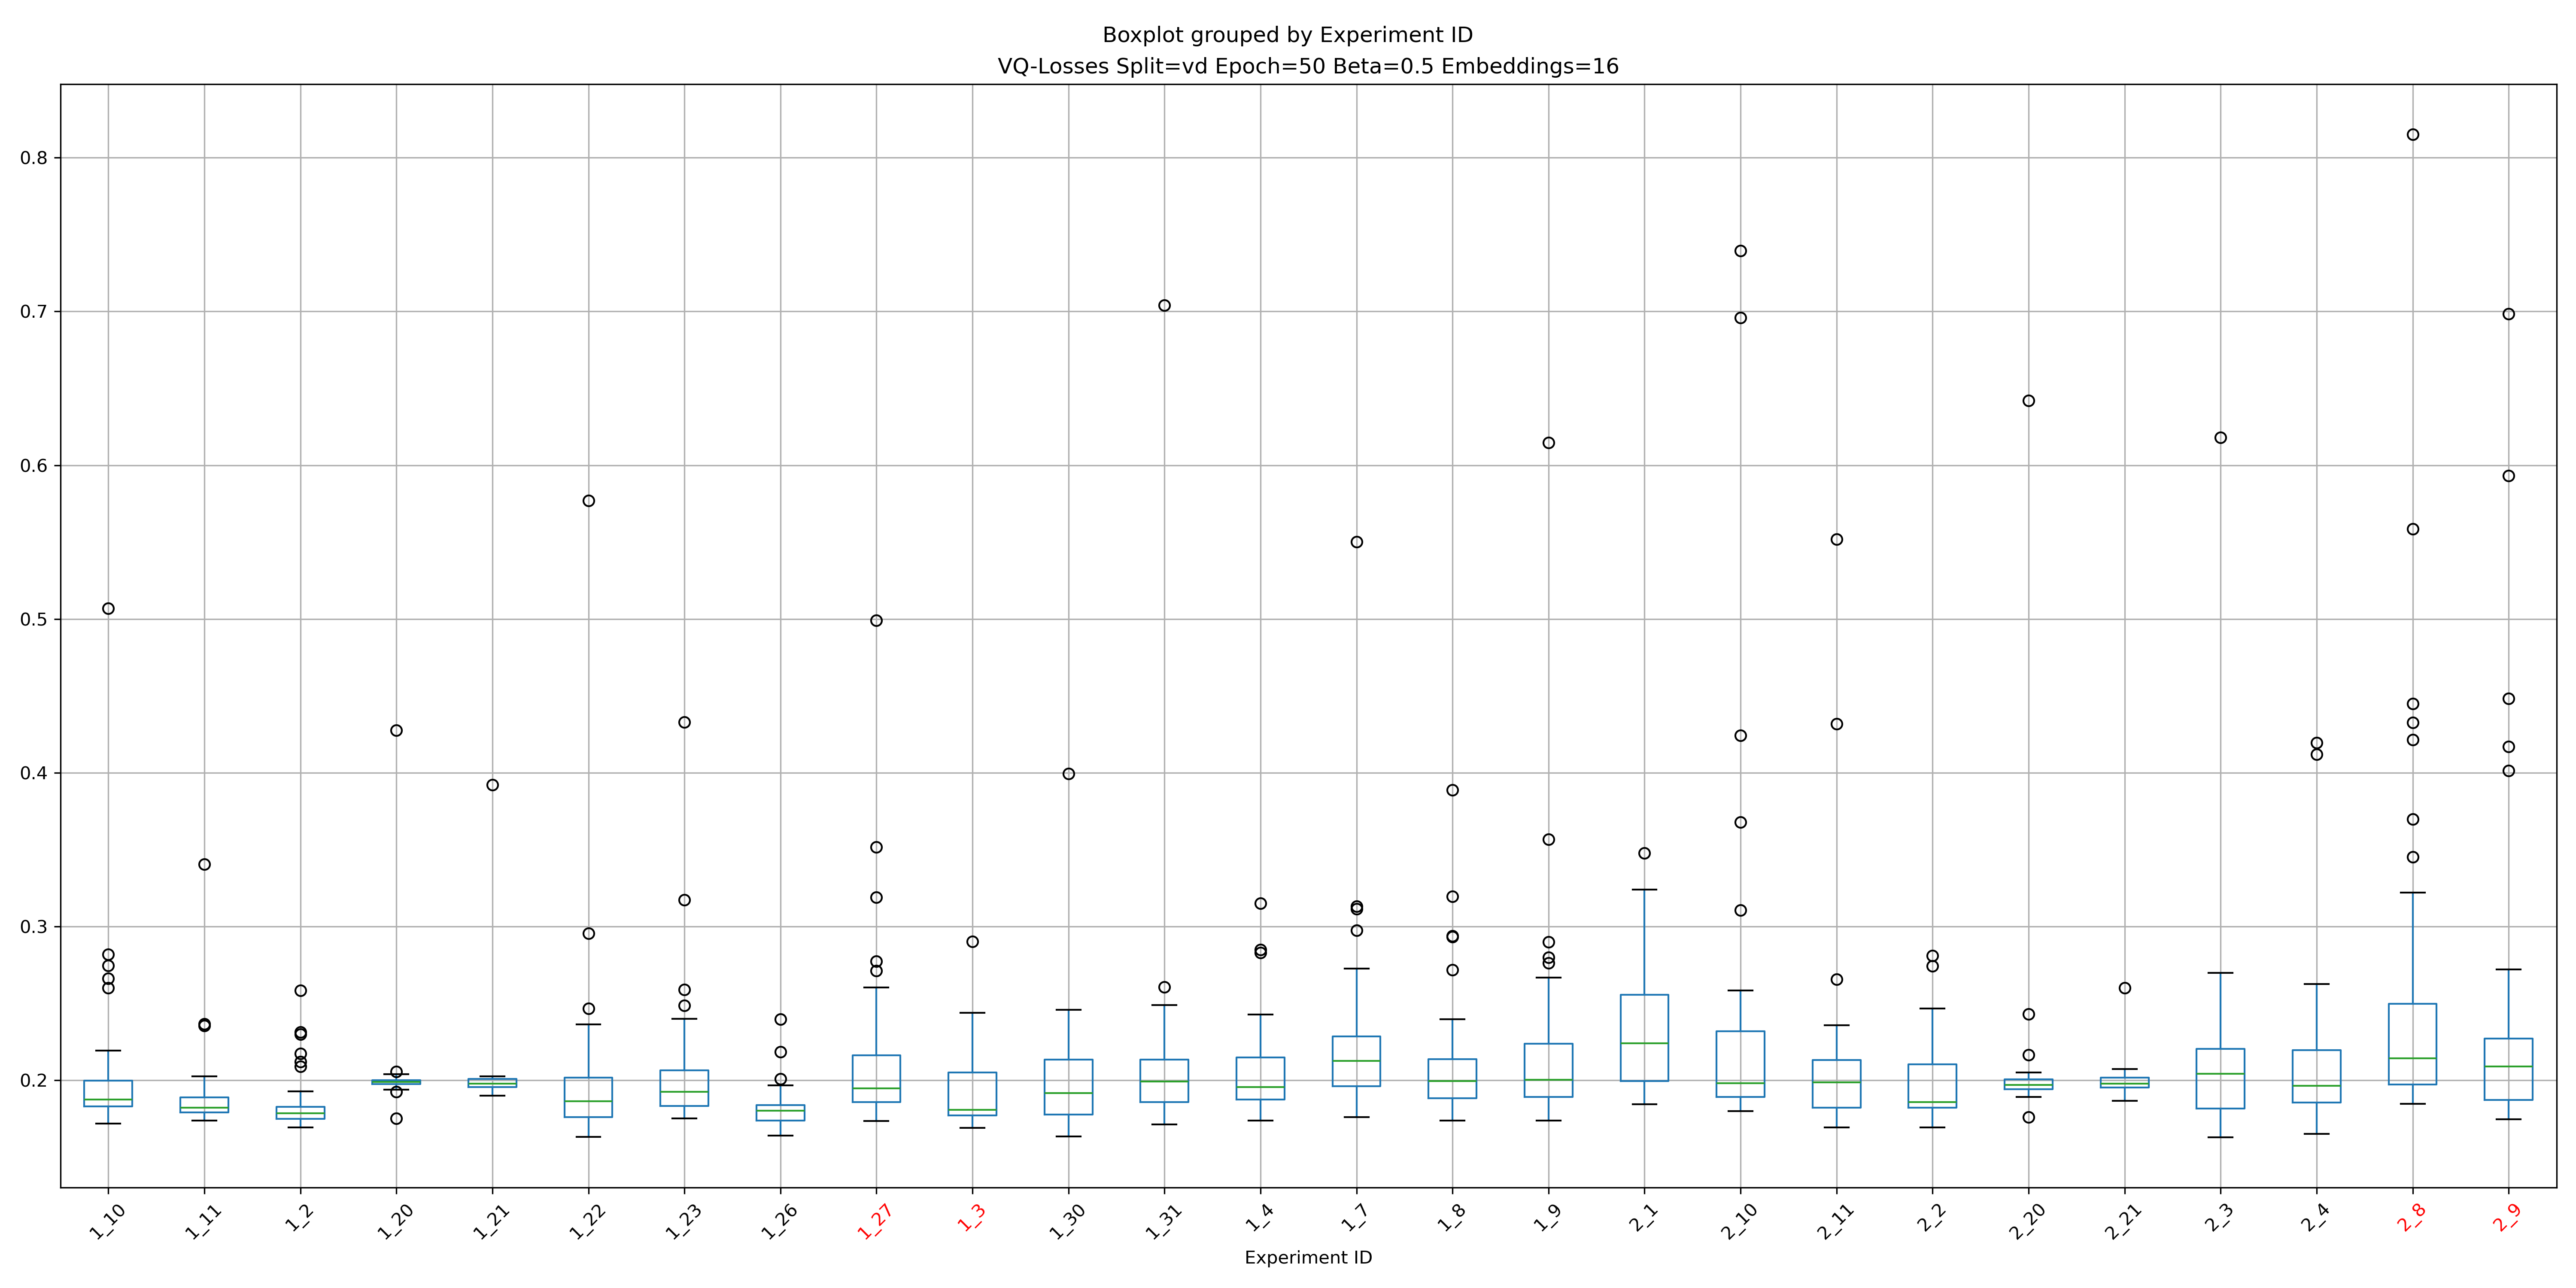 Boxplot grouped by Experiment ID
VQ-Losses Split=vd Epoch=50 Beta=0.5 Embeddings=16
0.8
0.7
0.6
0.5
0.4
0.3
0.2
1_10 1_11 1_2 1_20 1_21 1_22 1_23 1_26 1_27 1_3 1_30 1_31 1_4 1_7 1_8 1_9 2_1 2_10 2_11 2_2 2_20 2_21 2_3 2_4 2_8 2_9
Experiment ID